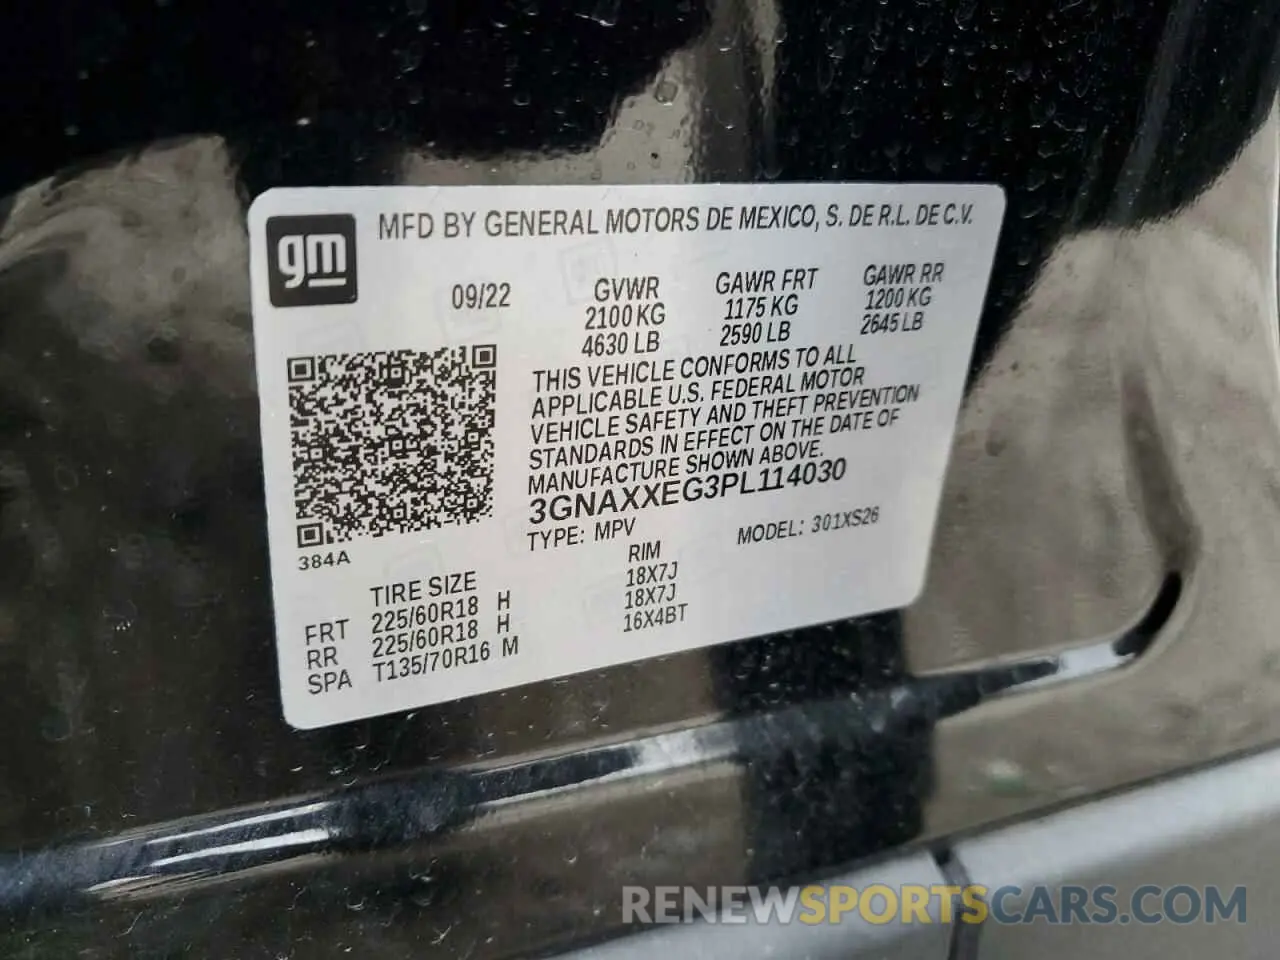 gm
MFD BY GENERAL MOTORS DE MEXICO, S. DE R.L. DE C.V.
09/22 GVWR GAWR FRT GAWR RR
2100 KG 1175 KG 1200 KG
4630 LB 2590 LB 2645 LB
THIS VEHICLE CONFORMS TO ALL
APPLICABLE U.S. FEDERAL MOTOR
VEHICLE SAFETY AND THEFT PREVENTION
STANDARDS IN EFFECT ON THE DATE OF
MANUFACTURE SHOWN ABOVE.
3GNAXXEG3PL114030
TYPE: MPV MODEL: 301XS26
384A
TIRE SIZE RIM
FRT 225/60R18 H 18X7J
RR 225/60R18 H 18X7J
SPA T135/70R16 M 16X4BT
RENEWSPORTSCARS.COM